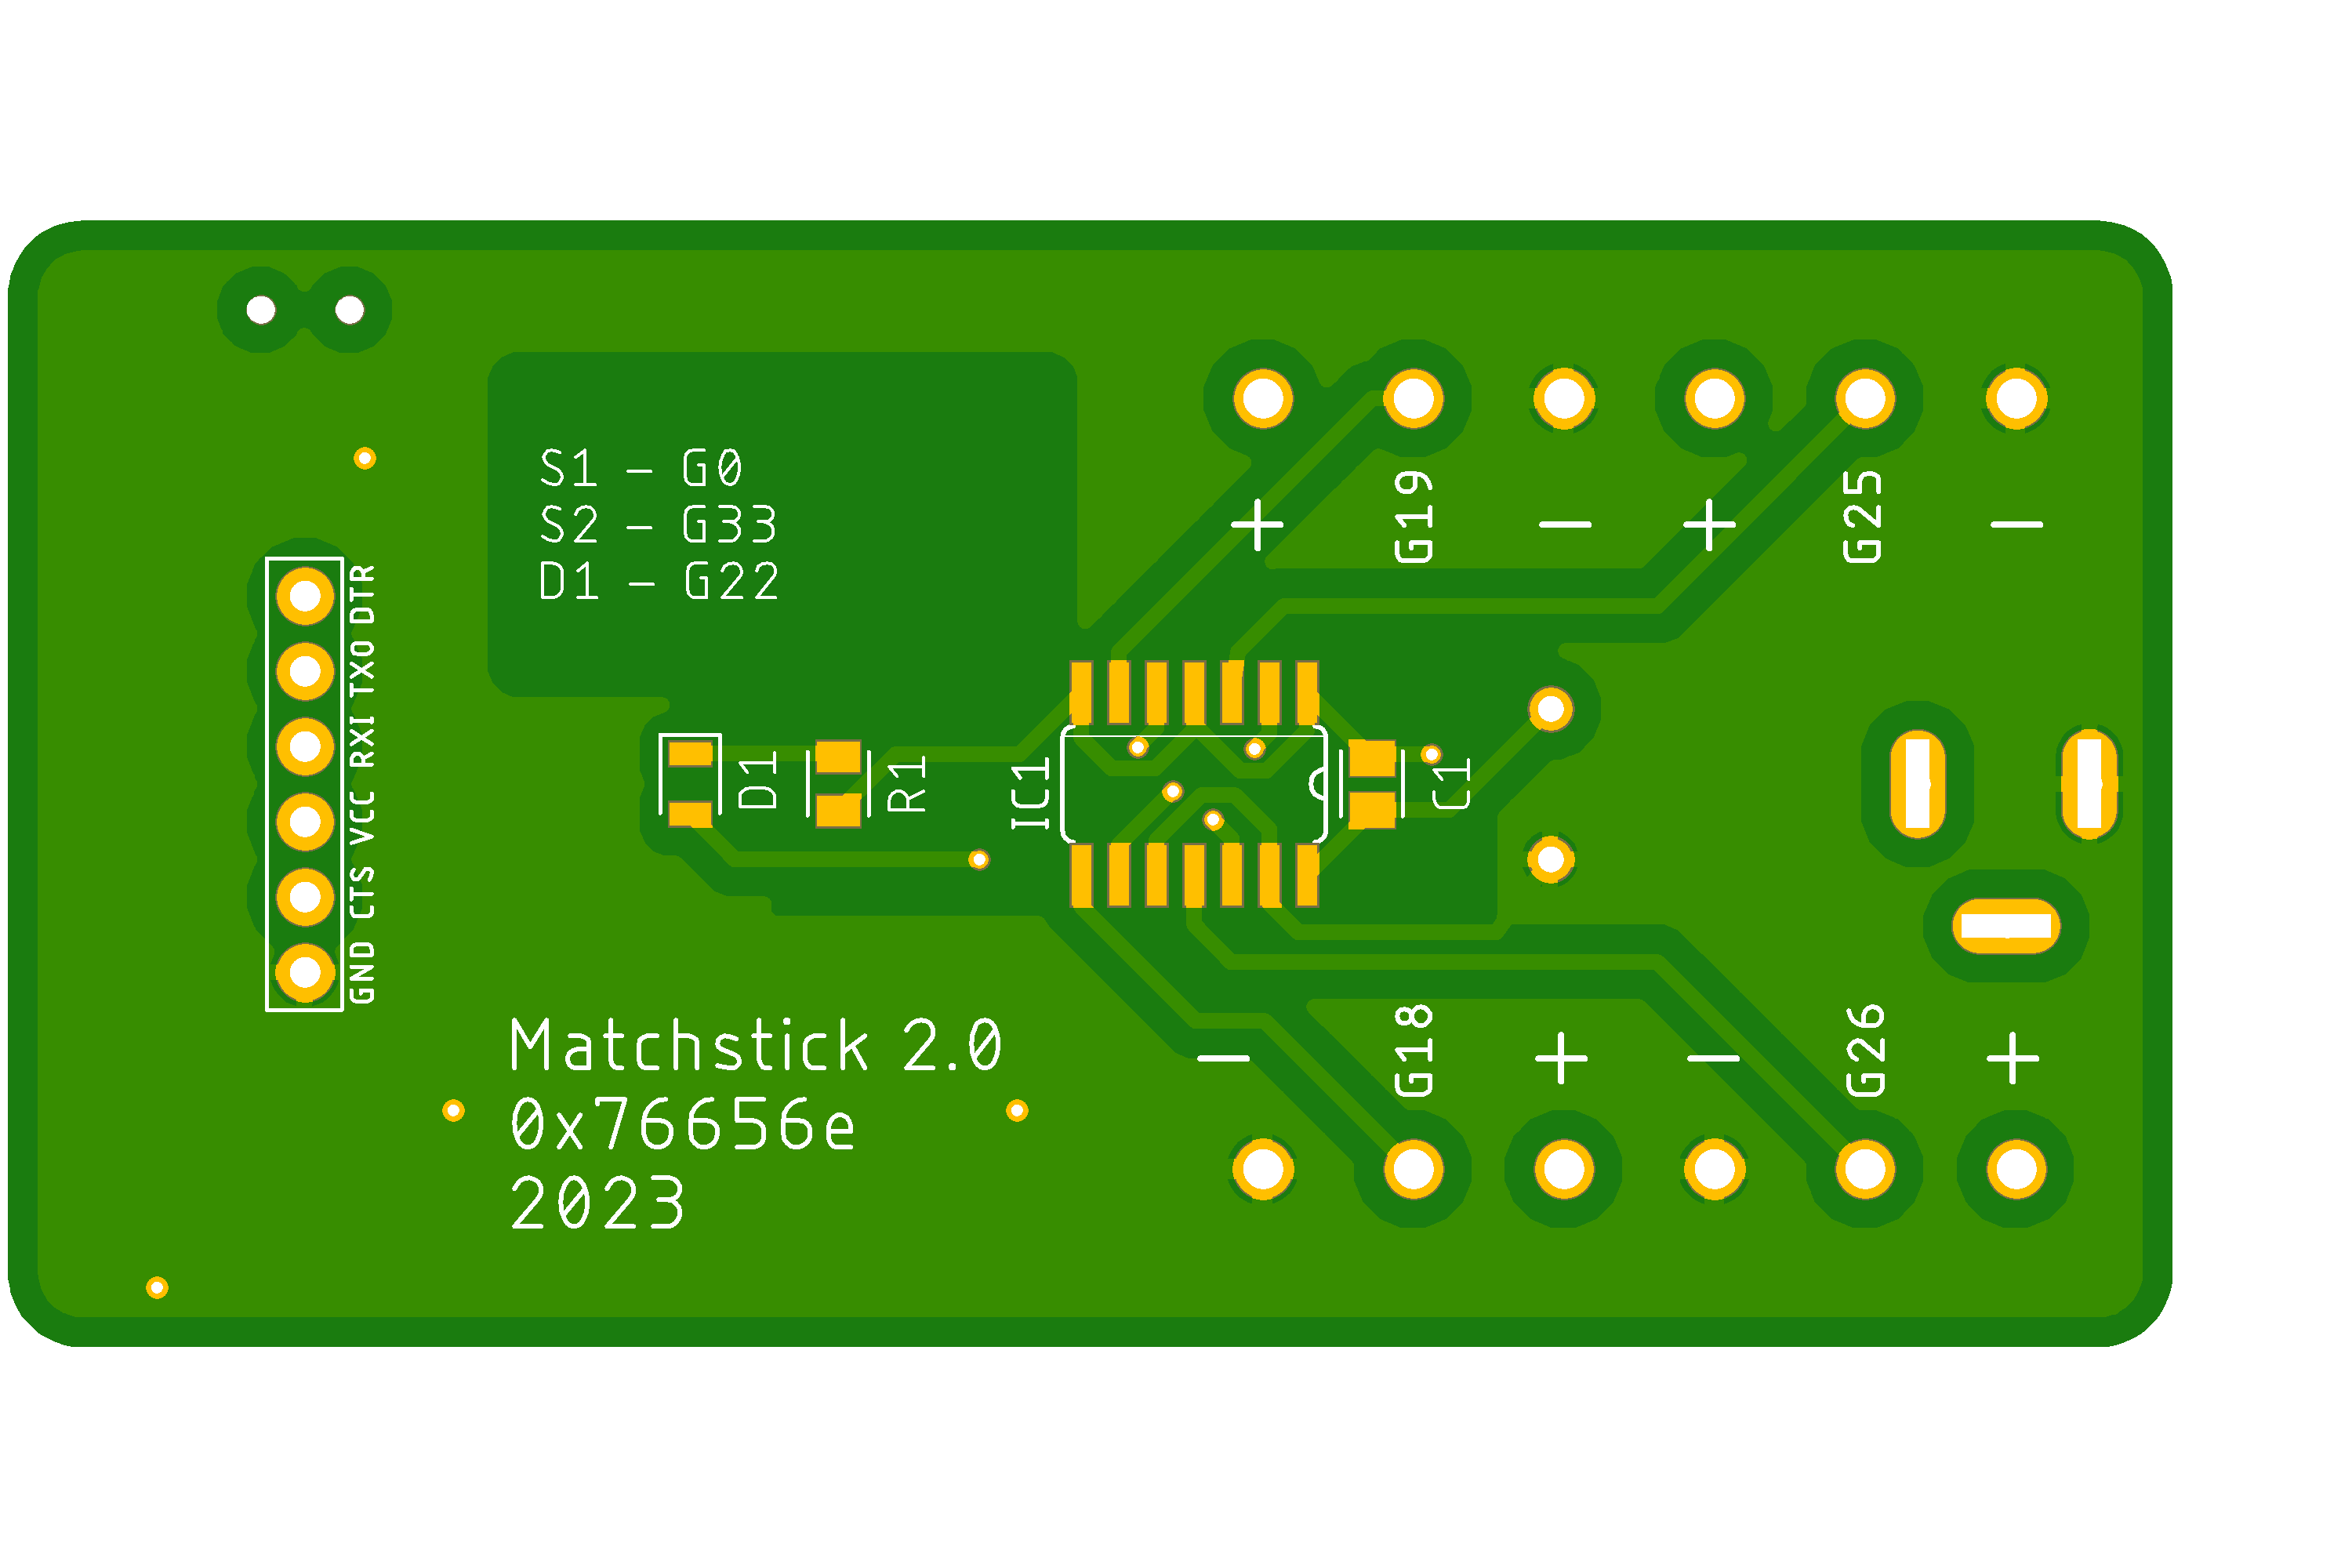 S1 - G0
S2 - G33
D1 - G22
G19
G25
+
-
+
-
DTR
TXO
RXI
VCC
CTS
GND
D1
R1
IC1
C1
G18
G26
-
+
-
+
Matchstick 2.0
0x76656e
2023